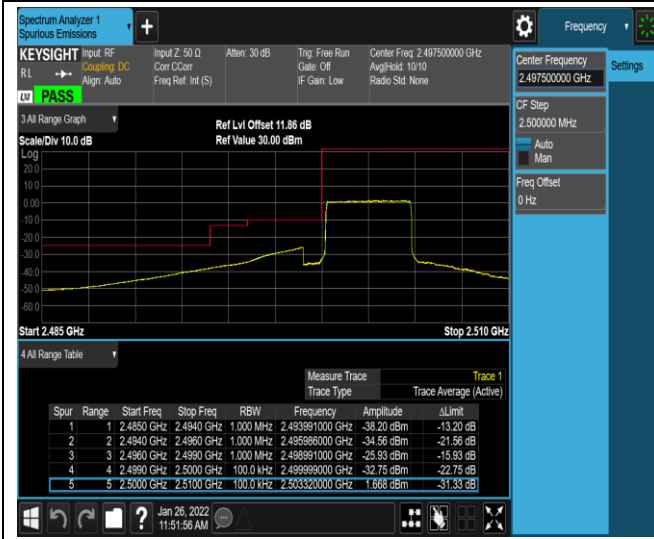 Spectrum Analyzer 1
Spurious Emissions
Frequency
KEYSIGHT Input: RF Input Z: 50 Ω Atten: 30 dB Trig: Free Run Center Freq: 2.497500000 GHz
RL Coupling: DC Corr CCorr Gate: Off Avg|Hold: 10/10
Align: Auto Freq Ref: Int (S) IF Gain: Low Radio Std: None
LXI PASS
Center Frequency
2.497500000 GHz
Settings
CF Step
2.500000 MHz
Auto
Man
Freq Offset
0 Hz
3 All Range Graph
Ref Lvl Offset 11.86 dB
Scale/Div 10.0 dB Ref Value 30.00 dBm
Log
20.0
10.0
0.00
-10.0
-20.0
-30.0
-40.0
-50.0
-60.0
Start 2.485 GHz Stop 2.510 GHz
4 All Range Table
Measure Trace Trace 1
Trace Type Trace Average (Active)
Spur Range Start Freq Stop Freq RBW Frequency Amplitude ΔLimit
1 1 2.4850 GHz 2.4940 GHz 1.000 MHz 2.493991000 GHz -38.20 dBm -13.20 dB
2 2 2.4940 GHz 2.4960 GHz 1.000 MHz 2.495986000 GHz -34.56 dBm -21.56 dB
3 3 2.4960 GHz 2.4990 GHz 1.000 MHz 2.498991000 GHz -25.93 dBm -15.93 dB
4 4 2.4990 GHz 2.5000 GHz 100.0 kHz 2.499999000 GHz -32.75 dBm -22.75 dB
5 5 2.5000 GHz 2.5100 GHz 100.0 kHz 2.503320000 GHz 1.668 dBm -31.33 dB
Jan 26, 2022
11:51:56 AM